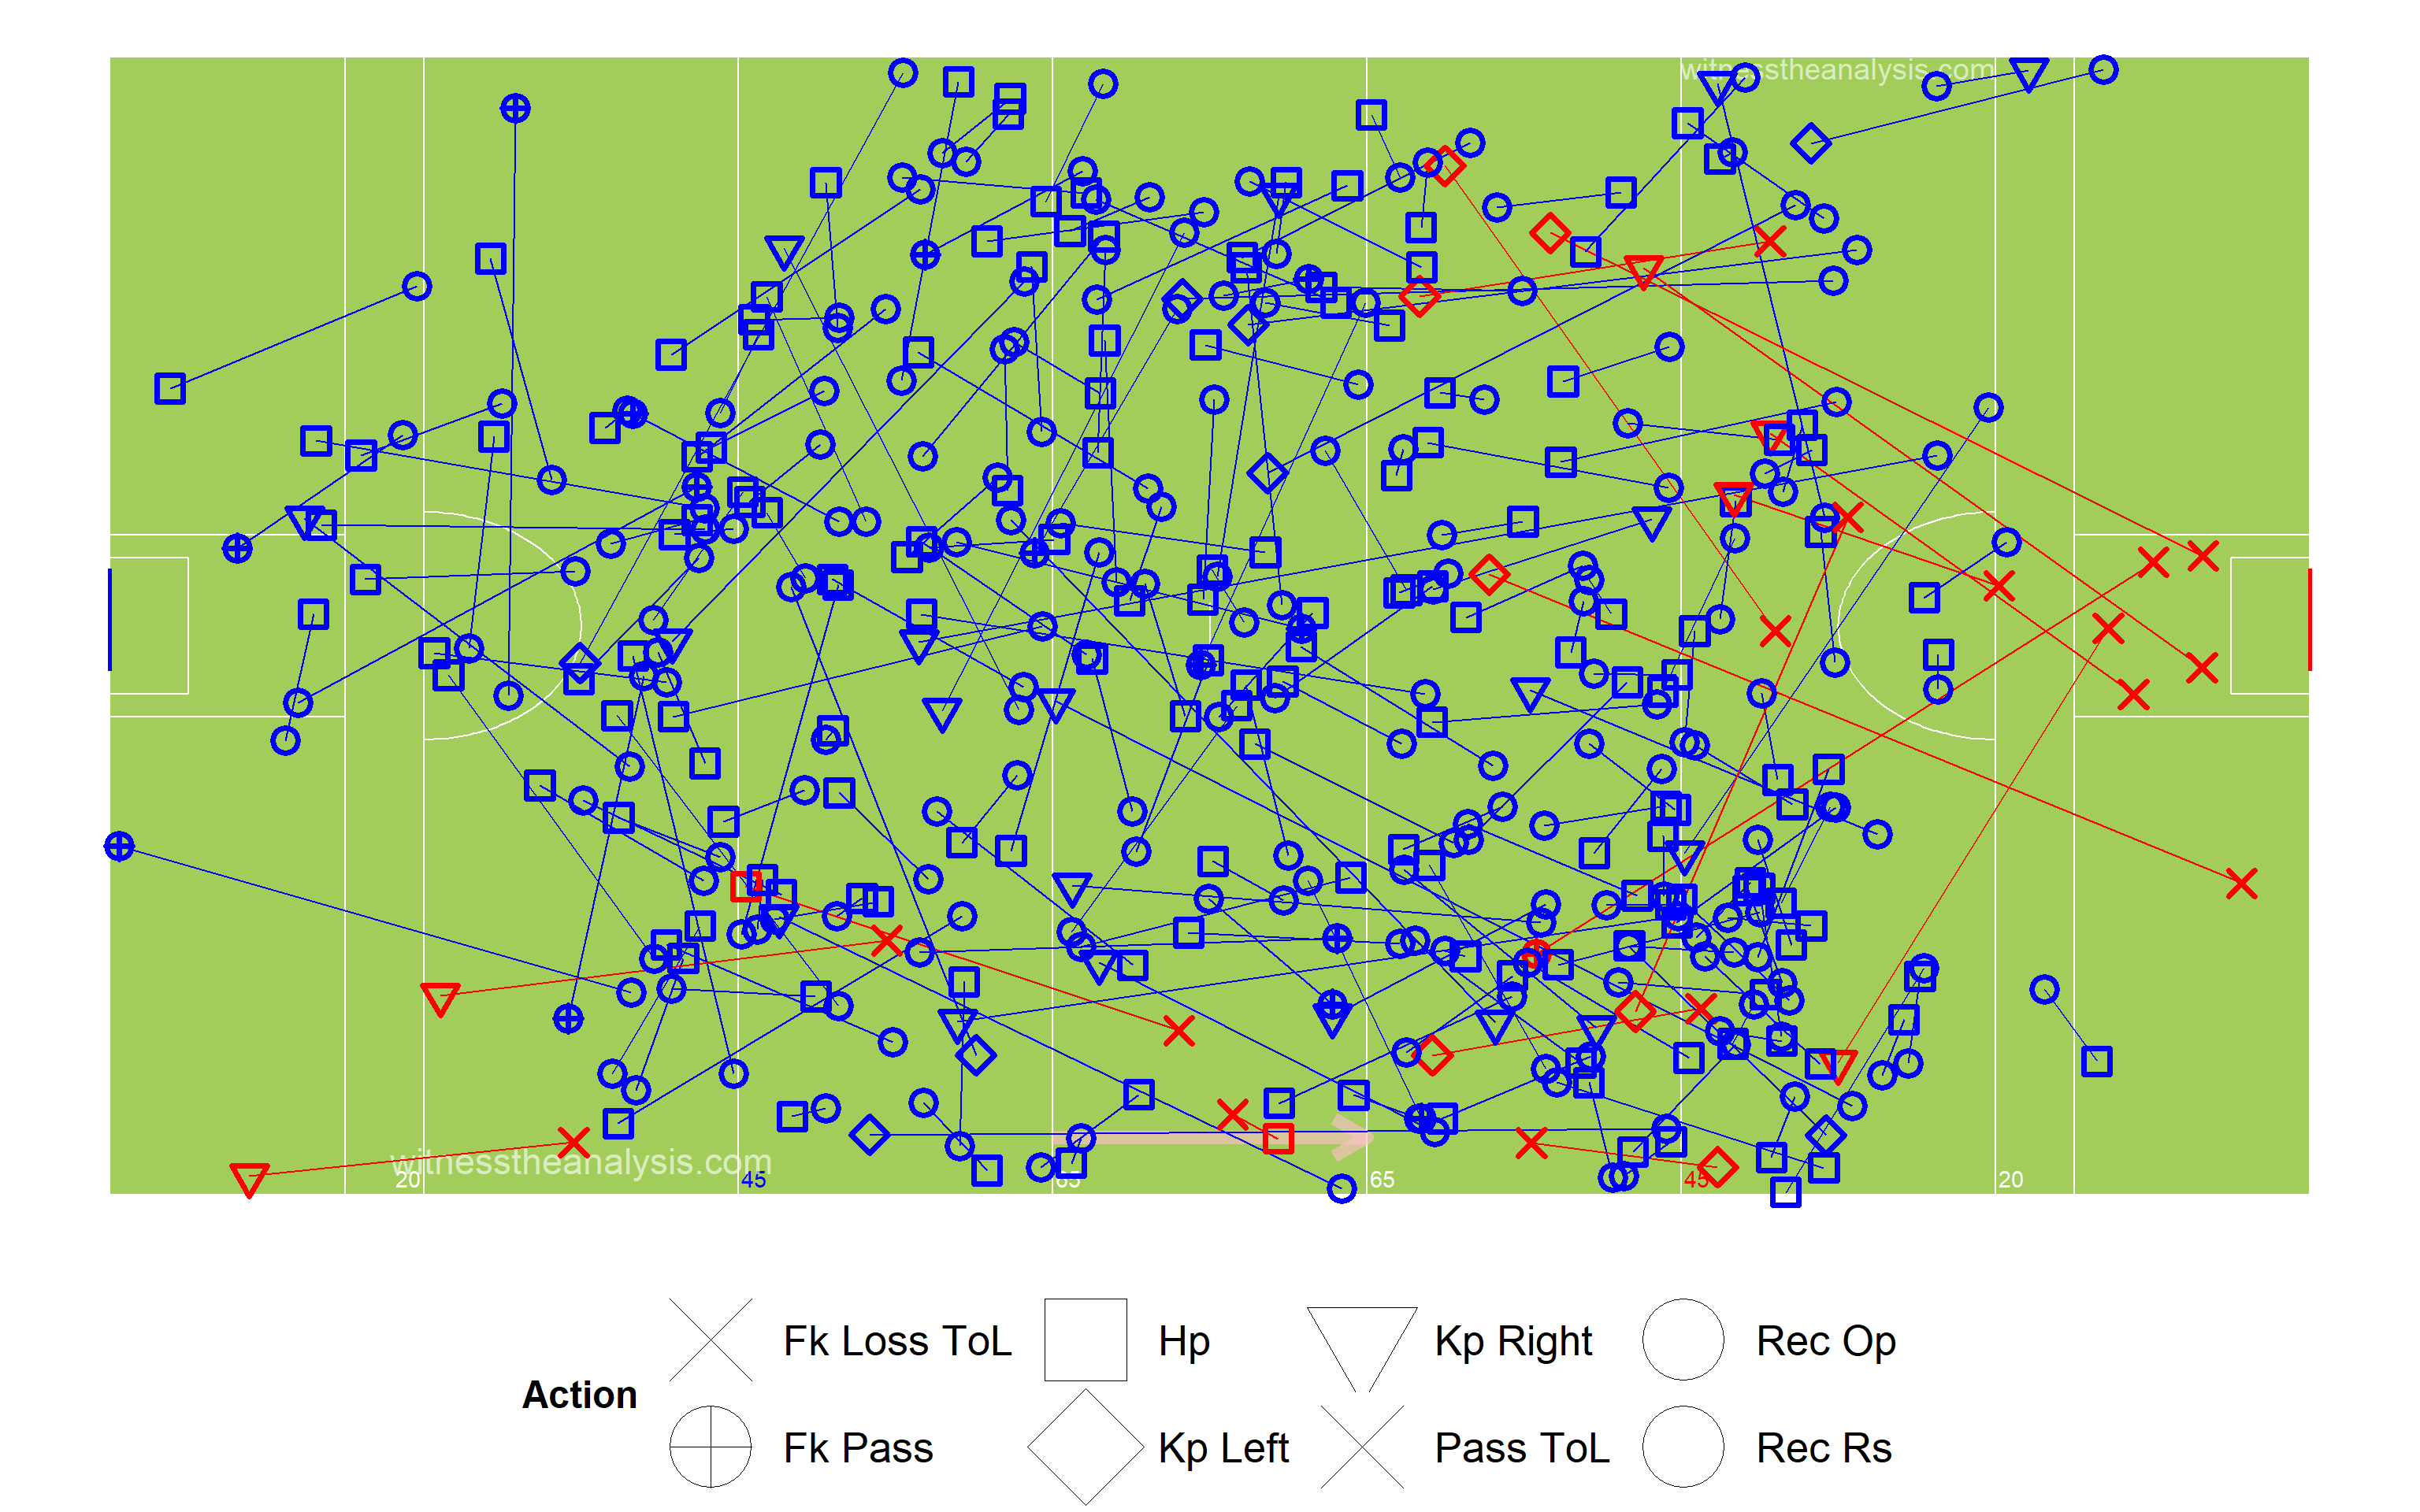 witnesstheanalysis.com
witnesstheanalysis.com
20 45 65 65 45 20
Action
Fk Loss ToL Hp Kp Right Rec Op
Fk Pass Kp Left Pass ToL Rec Rs